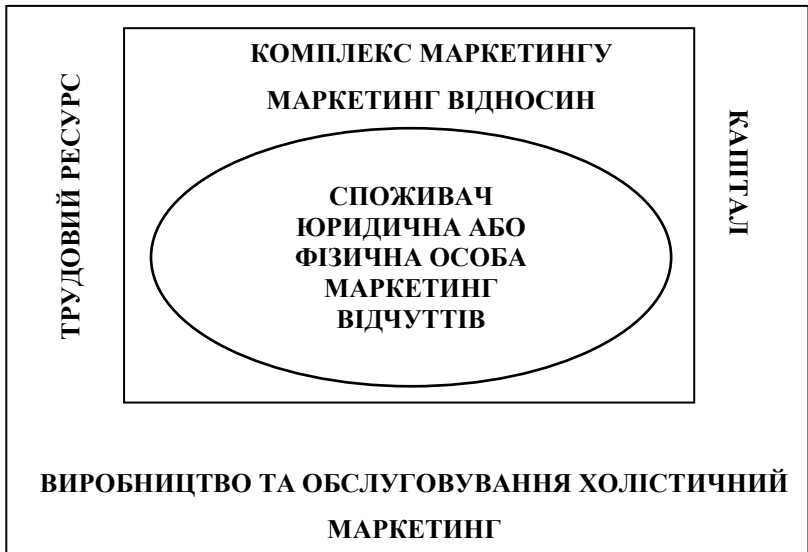 КОМПЛЕКС МАРКЕТИНГУ
МАРКЕТИНГ ВІДНОСИН
ТРУДОВИЙ РЕСУРС
СПОЖИВАЧ
ЮРИДИЧНА АБО
ФІЗИЧНА ОСОБА
МАРКЕТИНГ
ВІДЧУТТІВ
КАПІТАЛ
ВИРОБНИЦТВО ТА ОБСЛУГОВУВАННЯ ХОЛІСТИЧНИЙ
МАРКЕТИНГ